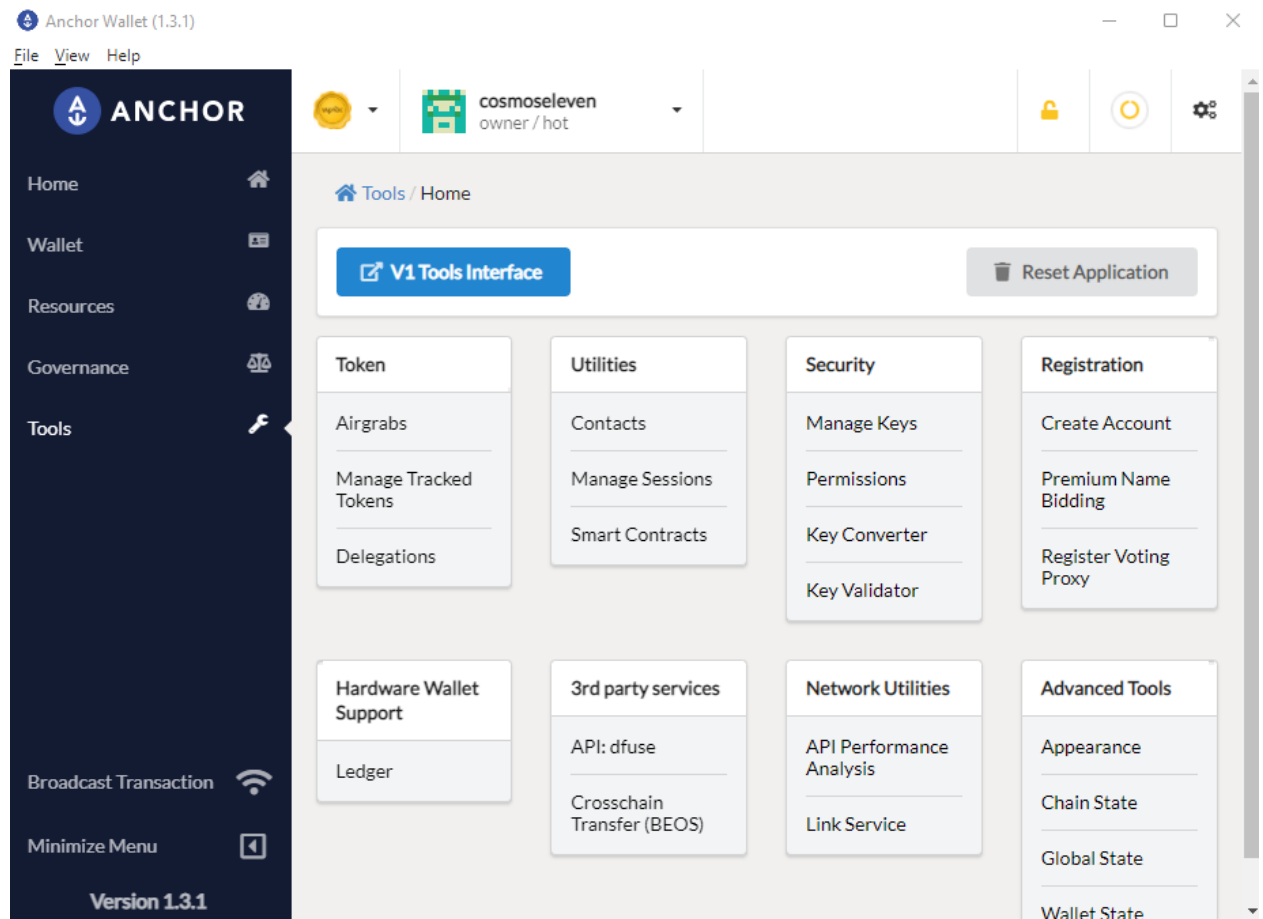 Anchor Wallet (1.3.1)
File View Help
ANCHOR
cosmoseleven
owner / hot
Home
Wallet
Resources
Governance
Tools
Broadcast Transaction
Minimize Menu
Version 1.3.1
Tools / Home
V1 Tools Interface
Reset Application
Token
Airgrabs
Manage Tracked
Tokens
Delegations
Utilities
Contacts
Manage Sessions
Smart Contracts
Security
Manage Keys
Permissions
Key Converter
Key Validator
Registration
Create Account
Premium Name
Bidding
Register Voting
Proxy
Hardware Wallet
Support
Ledger
3rd party services
API: dfuse
Crosschain
Transfer (BEOS)
Network Utilities
API Performance
Analysis
Link Service
Advanced Tools
Appearance
Chain State
Global State
Wallet State